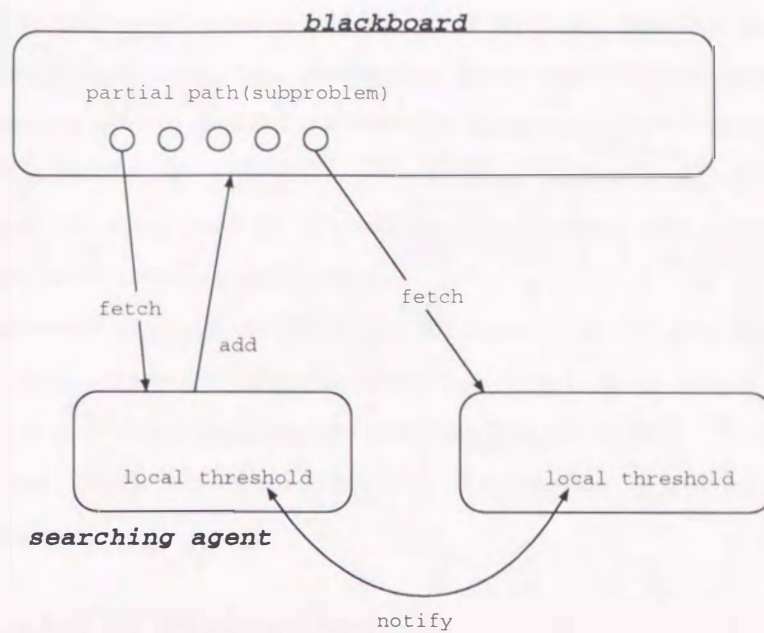 blackboard
partial path(subproblem)
fetch
fetch
add
local threshold
local threshold
searching agent
notify